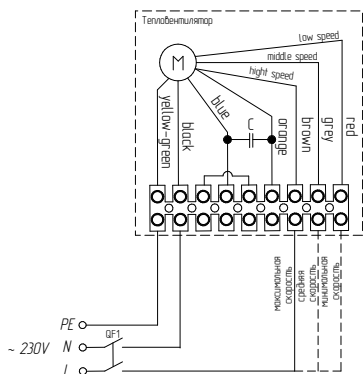 Тепловентилятор
low speed
middle speed
hight speed
M
yellow-green
black
blue
C
orange
brown
grey
red
максимальная
скорость
средняя
скорость
минимальная
скорость
PE
QF1
~ 230V
N
L